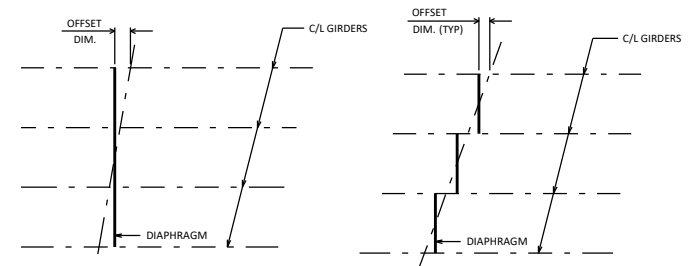 OFFSET
DIM.
C/L GIRDERS
DIAPHRAGM
OFFSET
DIM. (TYP)
C/L GIRDERS
DIAPHRAGM